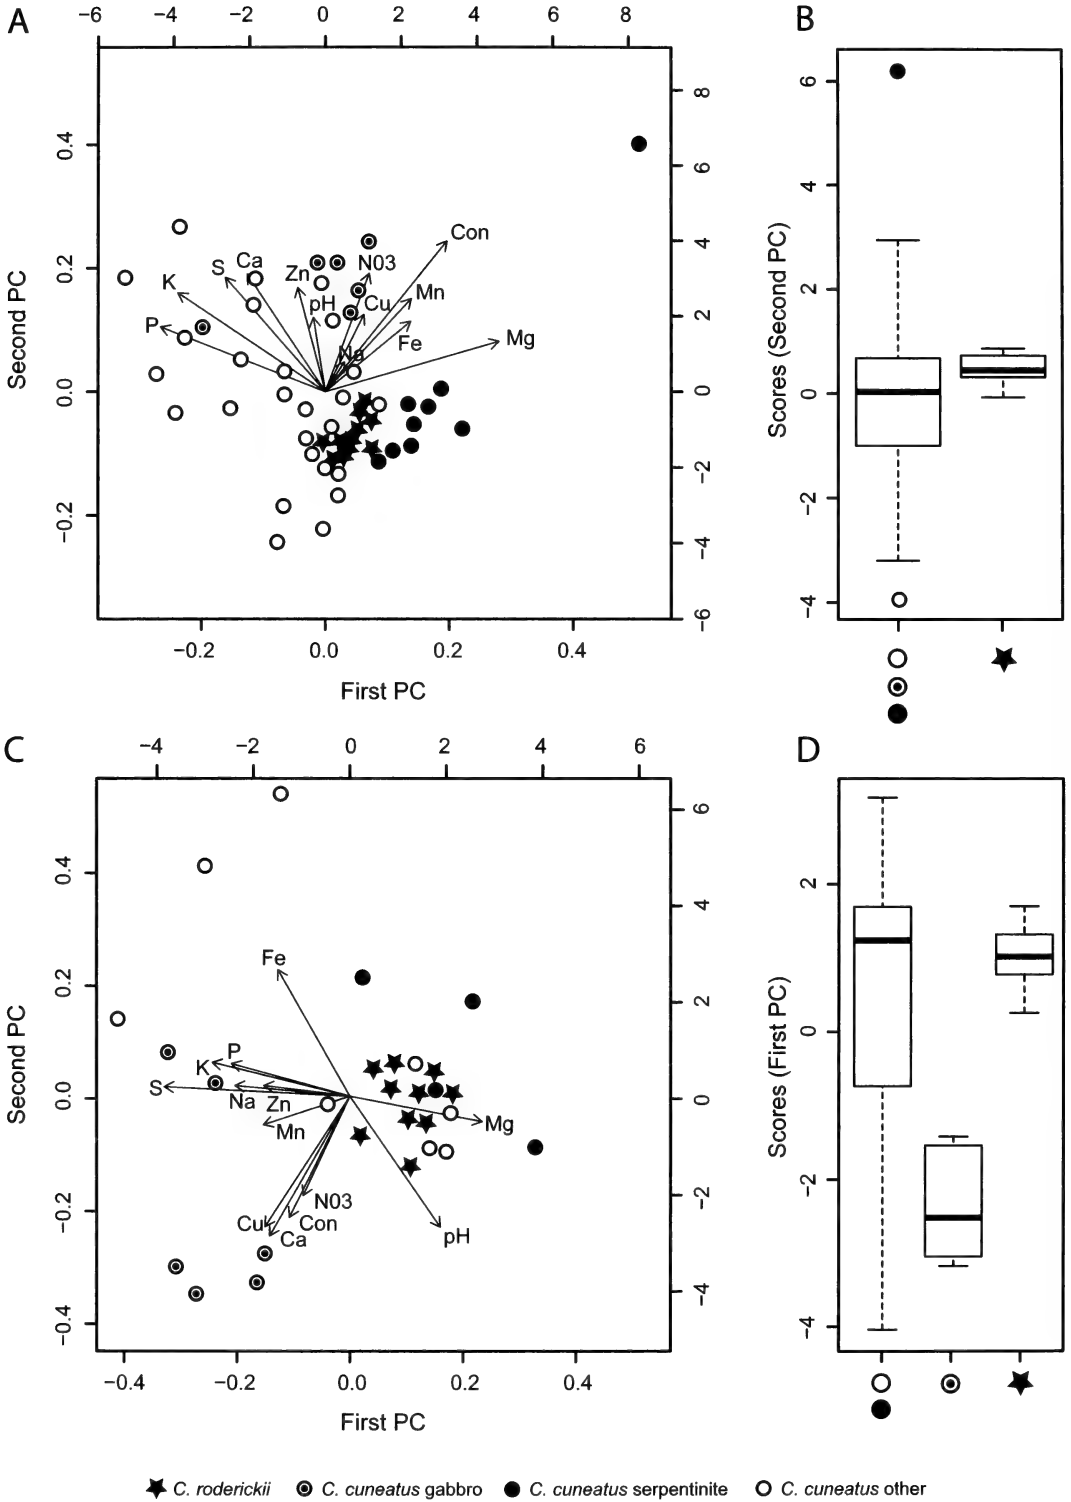 A
−6 −4 −2 0 2 4 6 8
B
8
6
4
2
0
−2
−4
−6
0.4
0.2
0.0
−0.2
Second PC
Con
N03
Zn
Ca
S
K
P
pH
Cu
Mn
Fe
Na
Mg
−0.2 0.0 0.2 0.4
First PC
6
4
2
0
−2
−4
Scores (Second PC)
C
−4 −2 0 2 4 6
D
6
4
2
0
−2
−4
0.4
0.2
0.0
−0.2
−0.4
Second PC
Fe
P
K
S
Na
Zn
Mn
Mg
N03
Cu
Con
Ca
pH
−0.4 −0.2 0.0 0.2 0.4
First PC
2
0
−2
−4
Scores (First PC)
C. roderickii C. cuneatus gabbro C. cuneatus serpentinite C. cuneatus other